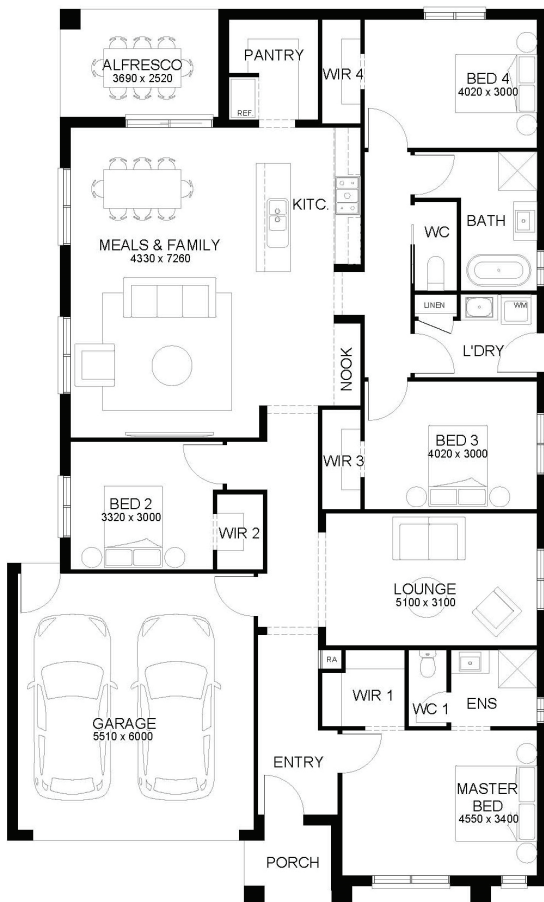 ALFRESCO
3690 x 2520
PANTRY
REF
WIR 4
BED 4
4020 x 3000
KITC.
MEALS & FAMILY
4330 x 7260
WC
BATH
LINEN
WM
L'DRY
NOOK
BED 3
4020 x 3000
WIR 3
BED 2
3320 x 3000
WIR 2
LOUNGE
5100 x 3100
RA
WIR 1
WC 1
ENS
GARAGE
5510 x 6000
ENTRY
MASTER
BED
4550 x 3400
PORCH